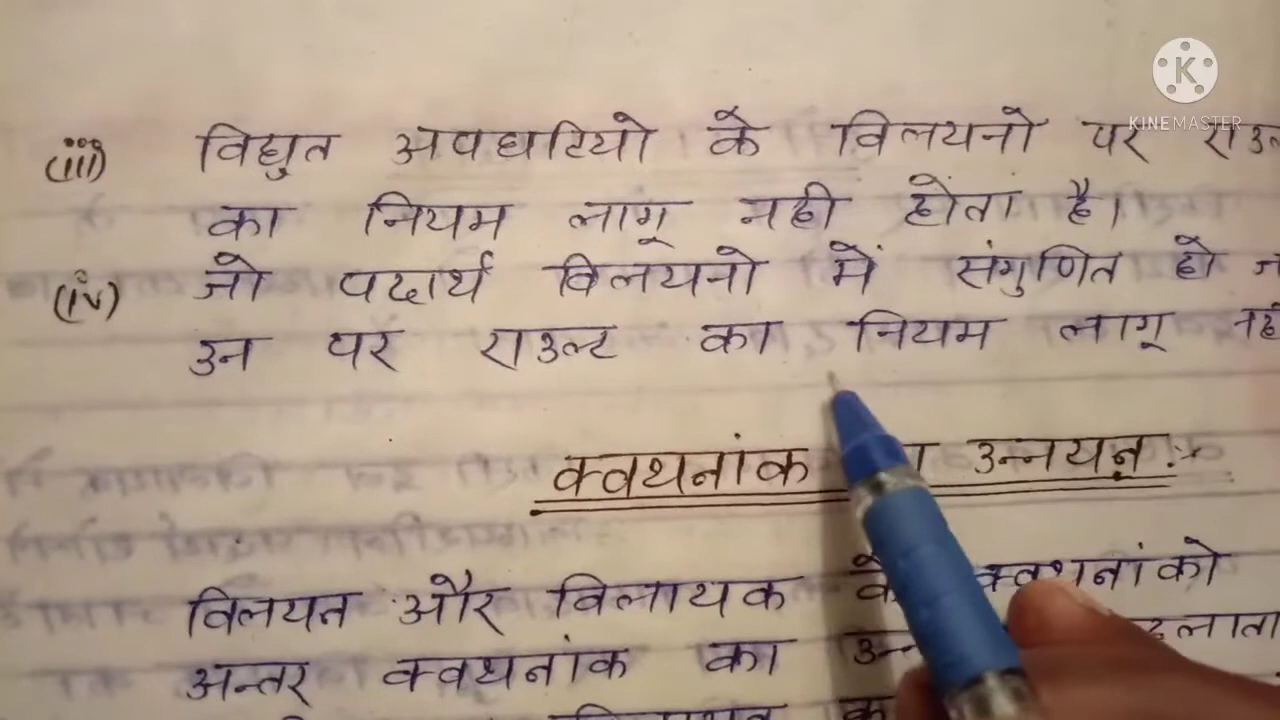 KINEMASTER
(iii) विद्युत अपघटियो के विलयनो पर
का नियम लागू नही होता है।
(iv) जो पदार्थ विलयनो में संगुणित हो
उन पर राउल्ट का नियम लागू
क्वथनांक उन्नयन :-
विलयन और विलायक के क्वथनांको
अन्तर क्वथनांक का